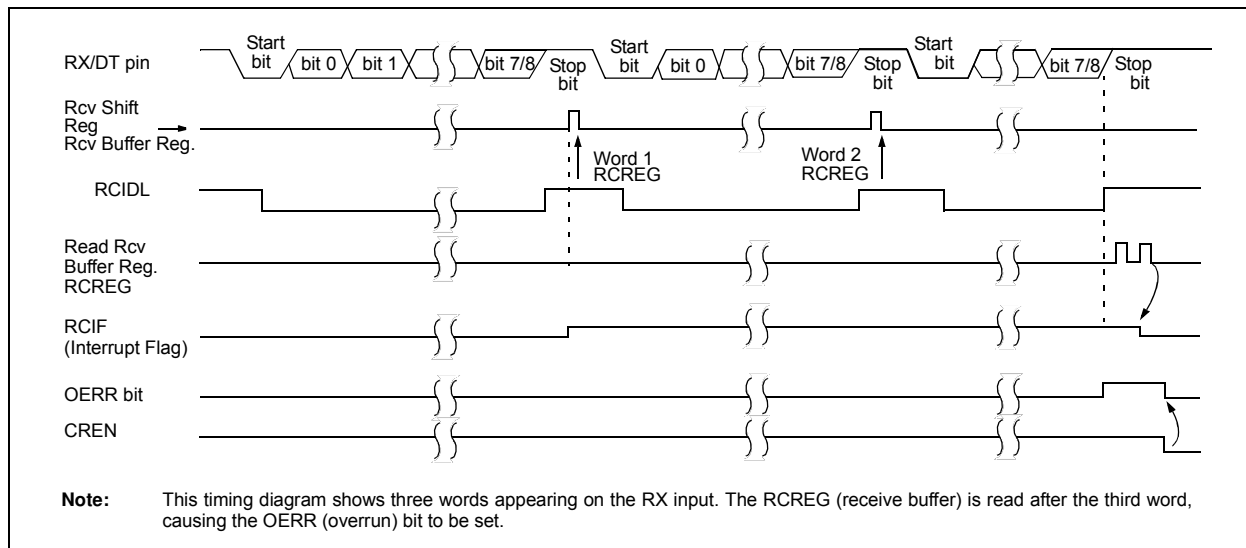 RX/DT pin
Start
bit
bit 0
bit 1
bit 7/8
Stop
bit
Start
bit
bit 0
bit 7/8
Stop
bit
Start
bit
bit 7/8
Stop
bit
Rcv Shift
Reg
Rcv Buffer Reg.
Word 1
RCREG
Word 2
RCREG
RCIDL
Read Rcv
Buffer Reg.
RCREG
RCIF
(Interrupt Flag)
OERR bit
CREN
Note: This timing diagram shows three words appearing on the RX input. The RCREG (receive buffer) is read after the third word,
causing the OERR (overrun) bit to be set.